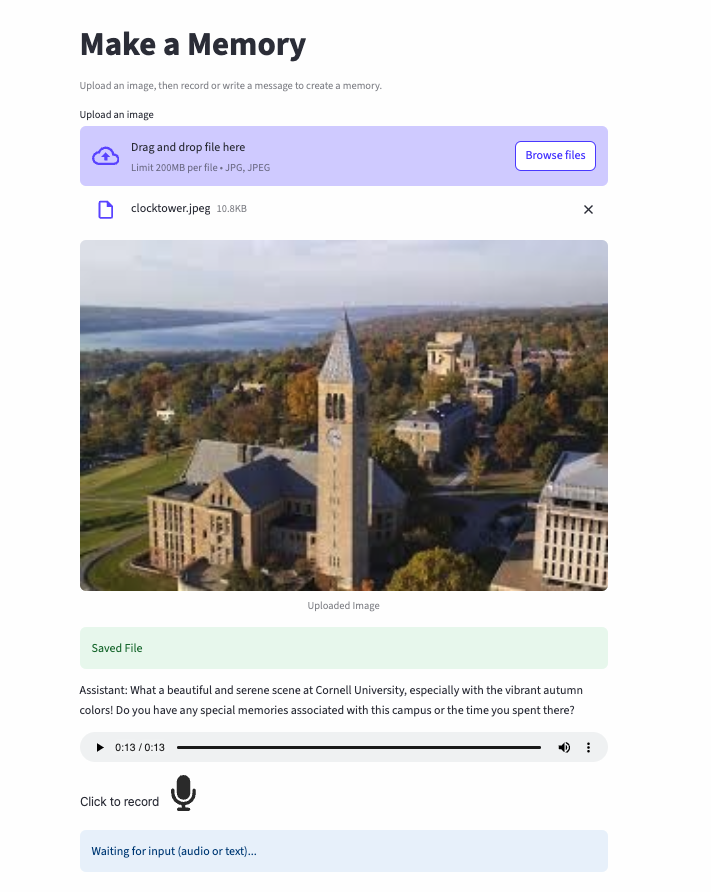 Make a Memory
Upload an image, then record or write a message to create a memory.
Upload an image
Drag and drop file here
Limit 200MB per file • JPG, JPEG
Browse files
clocktower.jpeg 10.8KB
Uploaded Image
Saved File
Assistant: What a beautiful and serene scene at Cornell University, especially with the vibrant autumn
colors! Do you have any special memories associated with this campus or the time you spent there?
0:13 / 0:13
Click to record
Waiting for input (audio or text)...